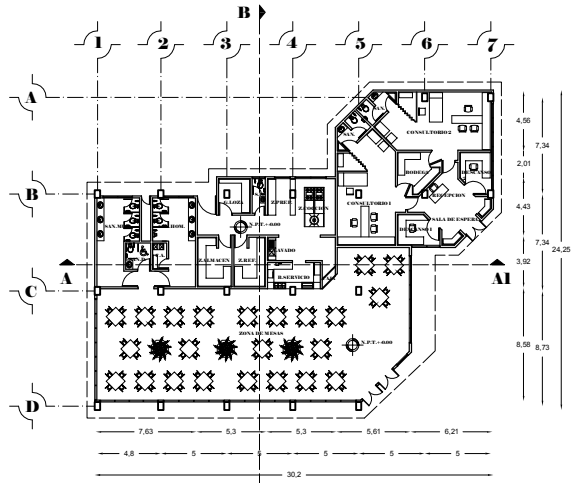 B
1 2 3 4 5 6 7
A
SAN.
SAN.
CONSULTORIO 2
BODEGA
DESCANSO
RECEPCION
B
G.LOZA
Z.PREP.
Z.COCCION
CONSULTORIO 1
SALA DE ESPERA
N.P.T.+-0.00
LAVADO
Z.ALMACEN
Z.REF.
B.SERVICIO
A
A1
C
ZONA DE MESAS
N.P.T.+-0.00
D
4,56
2,01
4,43
3,92
8,58
7,34
7,34
8,73
24,25
7,63 5,3 5,3 5,61 6,21
4,8 5 5 5 5 5
30,2